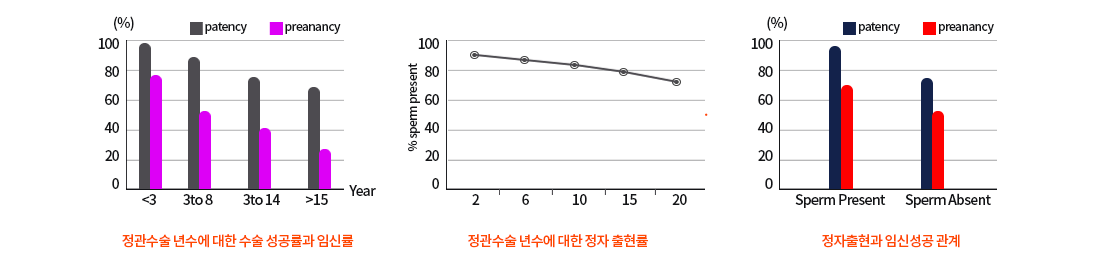 (%)
patency
preanancy
100
80
60
40
20
0
<3
3to 8
3to 14
>15
Year
정관수술 년수에 대한 수술 성공률과 임신률
% sperm present
100
80
60
40
20
0
2
6
10
15
20
정관수술 년수에 대한 정자 출현률
(%)
patency
preanancy
100
80
60
40
20
0
Sperm Present
Sperm Absent
정자출현과 임신성공 관계